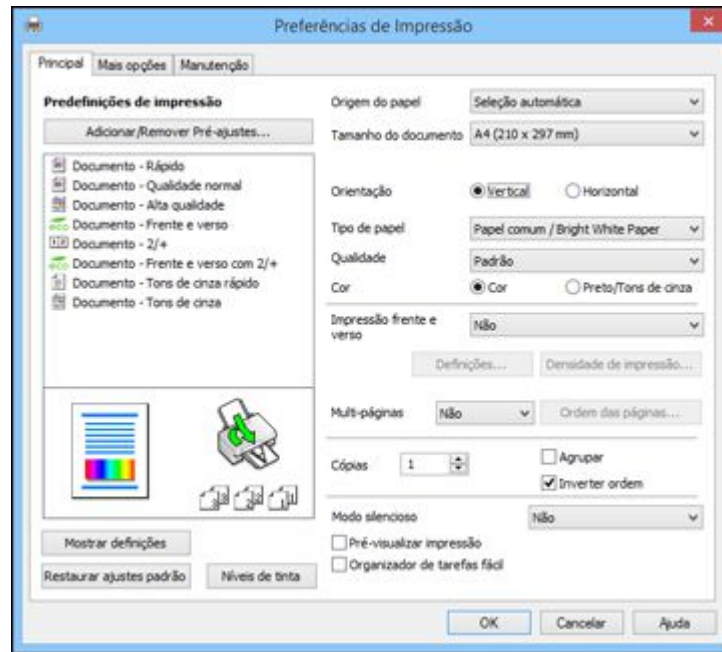 Preferências de Impressão
Principal
Mais opções
Manutenção
Predefinições de impressão
Adicionar/Remover Pré-ajustes...
Documento - Rápido
Documento - Qualidade normal
Documento - Alta qualidade
Documento - Frente e verso
Documento - 2/+
Documento - Frente e verso com 2/+
Documento - Tons de cinza rápido
Documento - Tons de cinza
Mostrar definições
Restaurar ajustes padrão
Níveis de tinta
Origem do papel
Seleção automática
Tamanho do documento
A4 (210 x 297 mm)
Orientação
Vertical
Horizontal
Tipo de papel
Papel comum / Bright White Paper
Qualidade
Padrão
Cor
Cor
Preto/Tons de cinza
Impressão frente e
verso
Não
Definições...
Densidade de impressão...
Multi-páginas
Não
Ordem das páginas...
Cópias
1
Agrupar
Inverter ordem
Modo silencioso
Não
Pré-visualizar impressão
Organizador de tarefas fácil
OK
Cancelar
Ajuda